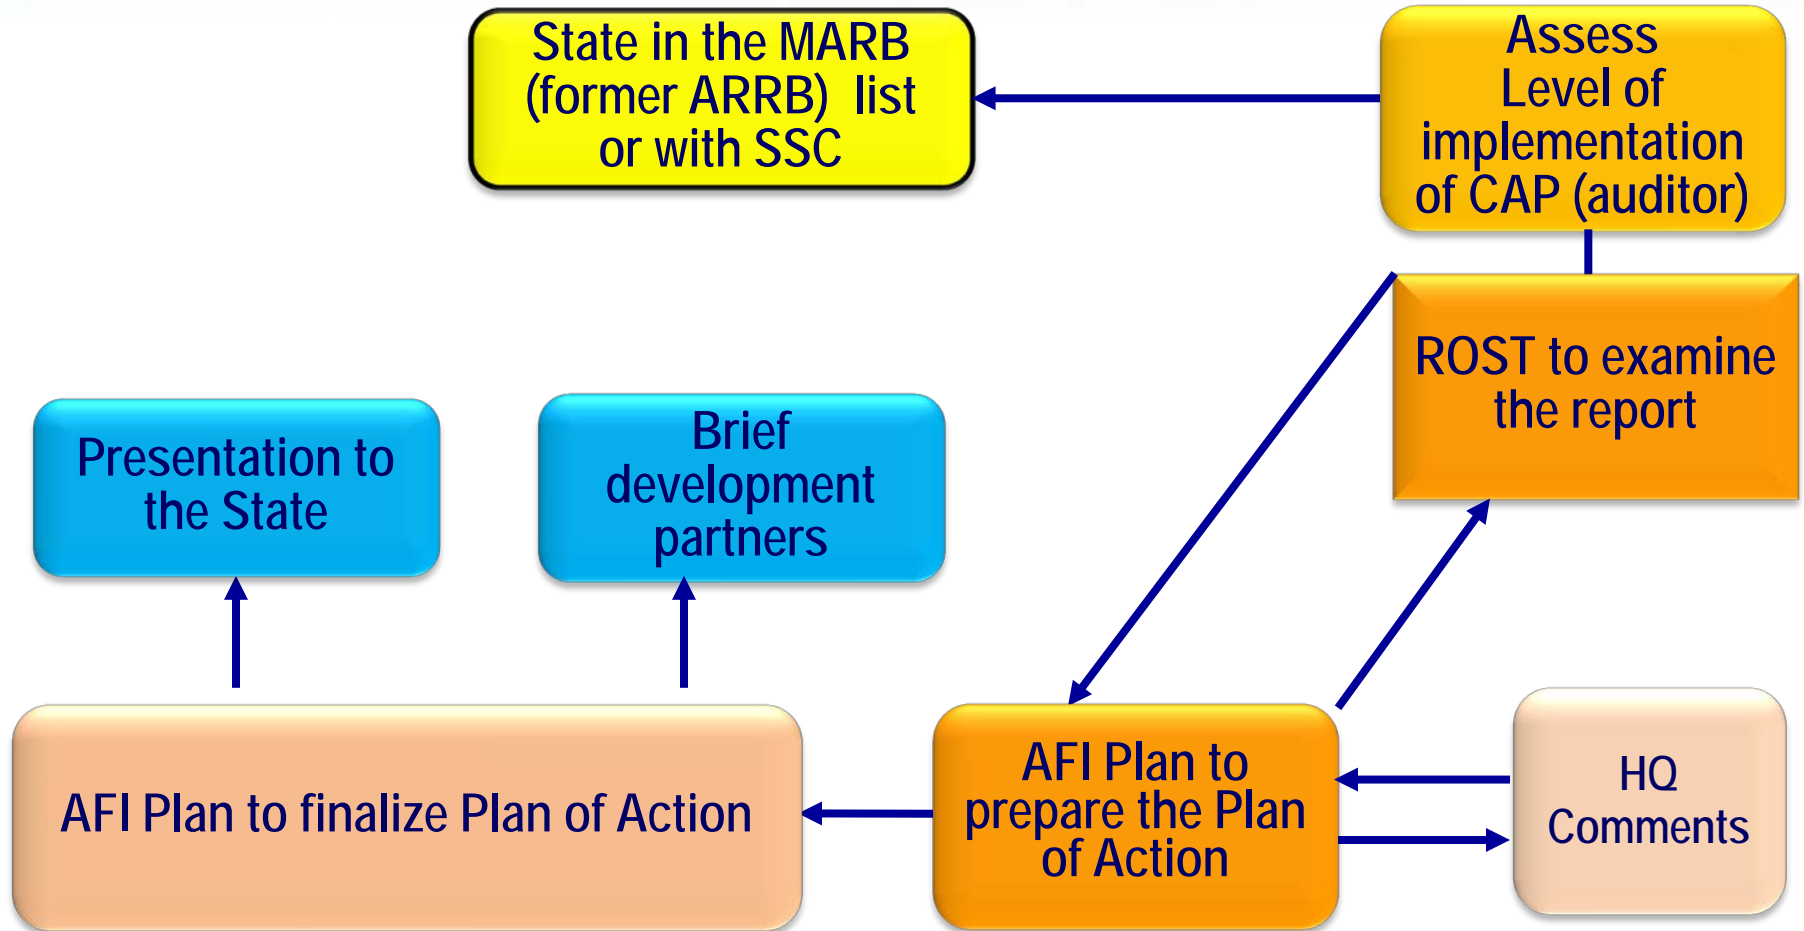 State in the MARB
(former ARRB) list
or with SSC
Assess
Level of
implementation
of CAP (auditor)
ROST to examine
the report
Presentation to
the State
Brief
development
partners
AFI Plan to finalize Plan of Action
AFI Plan to
prepare the Plan
of Action
HQ
Comments